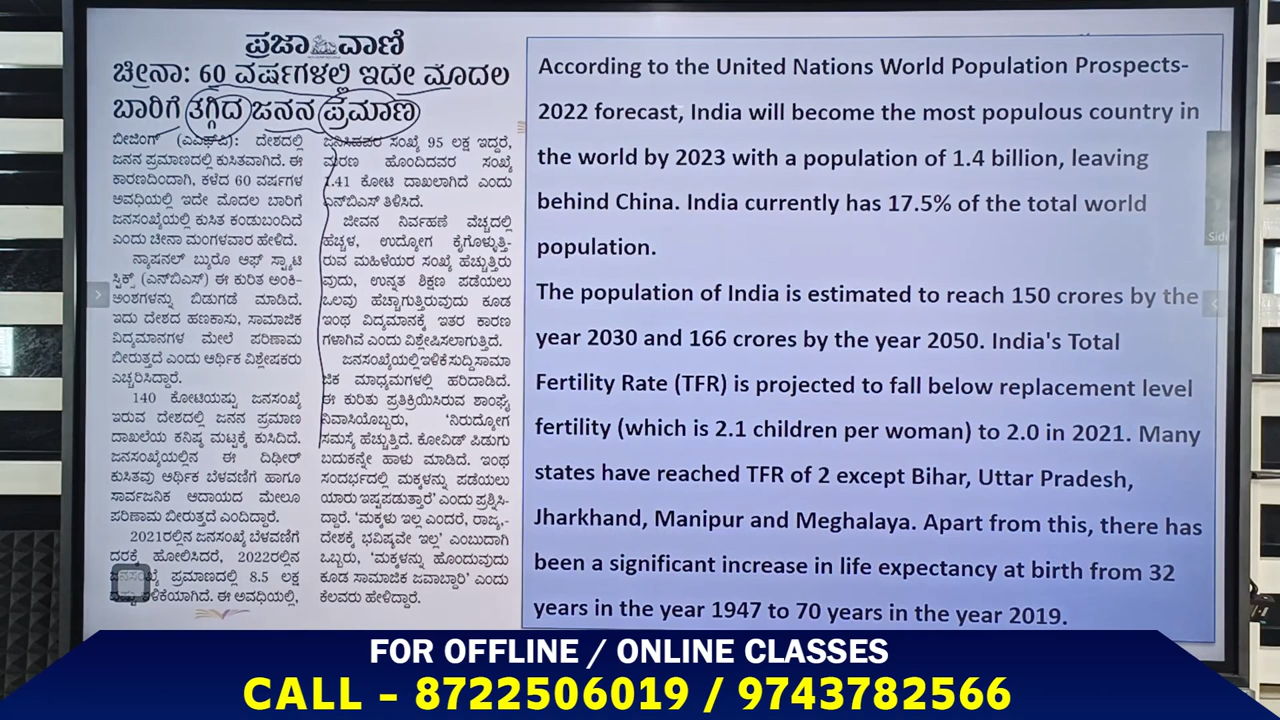 ಪ್ರಜಾವಾಣಿ
ಚೀನಾ: 60 ವರ್ಷಗಳಲ್ಲಿ ಇದೇ ಮೊದಲ
ಬಾರಿಗೆ ತಗ್ಗಿದ ಜನನ ಪ್ರಮಾಣ
ಬೀಜಿಂಗ್ (ಎಎಫ್‌ಪಿ): ದೇಶದಲ್ಲಿ
ಜನನ ಪ್ರಮಾಣದಲ್ಲಿ ಕುಸಿತವಾಗಿದೆ. ಈ
ಕಾರಣದಿಂದಾಗಿ, ಕಳೆದ 60 ವರ್ಷಗಳ
ಅವಧಿಯಲ್ಲಿ ಇದೇ ಮೊದಲ ಬಾರಿಗೆ
ಜನಸಂಖ್ಯೆಯಲ್ಲಿ ಕುಸಿತ ಕಂಡುಬಂದಿದೆ
ಎಂದು ಚೀನಾ ಮಂಗಳವಾರ ಹೇಳಿದೆ.
ನ್ಯಾಷನಲ್ ಬ್ಯುರೊ ಆಫ್ ಸ್ಟ್ಯಾಟಿ
ಸ್ಟಿಕ್ಸ್ (ಎನ್‌ಬಿಎಸ್) ಈ ಕುರಿತ ಅಂಕಿ-
ಅಂಶಗಳನ್ನು ಬಿಡುಗಡೆ ಮಾಡಿದೆ.
ಇದು ದೇಶದ ಹಣಕಾಸು, ಸಾಮಾಜಿಕ
ವಿದ್ಯಮಾನಗಳ ಮೇಲೆ ಪರಿಣಾಮ
ಬೀರುತ್ತದೆ ಎಂದು ಆರ್ಥಿಕ ವಿಶ್ಲೇಷಕರು
ಎಚ್ಚರಿಸಿದ್ದಾರೆ.
140 ಕೋಟಿಯಷ್ಟು ಜನಸಂಖ್ಯೆ
ಇರುವ ದೇಶದಲ್ಲಿ ಜನನ ಪ್ರಮಾಣ
ದಾಖಲೆಯ ಕನಿಷ್ಠ ಮಟ್ಟಕ್ಕೆ ಕುಸಿದಿದೆ.
ಜನಸಂಖ್ಯೆಯಲ್ಲಿನ ಈ ದಿಢೀರ್
ಕುಸಿತವು ಆರ್ಥಿಕ ಬೆಳವಣಿಗೆ ಹಾಗೂ
ಸಾರ್ವಜನಿಕ ಆದಾಯದ ಮೇಲೂ
ಪರಿಣಾಮ ಬೀರುತ್ತದೆ ಎಂದಿದ್ದಾರೆ.
2021ರಲ್ಲಿನ ಜನಸಂಖ್ಯೆ ಬೆಳವಣಿಗೆ
ದರಕ್ಕೆ ಹೋಲಿಸಿದರೆ, 2022ರಲ್ಲಿನ
ಜನಸಂಖ್ಯೆ ಪ್ರಮಾಣದಲ್ಲಿ 8.5 ಲಕ್ಷ
ಇಳಿಕೆಯಾಗಿದೆ. ಈ ಅವಧಿಯಲ್ಲಿ,
ಜನಿಸಿದವರ ಸಂಖ್ಯೆ 95 ಲಕ್ಷ ಇದ್ದರೆ,
ಮರಣ ಹೊಂದಿದವರ ಸಂಖ್ಯೆ
1.41 ಕೋಟಿ ದಾಖಲಾಗಿದೆ ಎಂದು
ಎನ್‌ಬಿಎಸ್ ತಿಳಿಸಿದೆ.
ಜೀವನ ನಿರ್ವಹಣೆ ವೆಚ್ಚದಲ್ಲಿ
ಹೆಚ್ಚಳ, ಉದ್ಯೋಗ ಕೈಗೊಳ್ಳುತ್ತಿ-
ರುವ ಮಹಿಳೆಯರ ಸಂಖ್ಯೆ ಹೆಚ್ಚುತ್ತಿರು
ವುದು, ಉನ್ನತ ಶಿಕ್ಷಣ ಪಡೆಯಲು
ಒಲವು ಹೆಚ್ಚಾಗುತ್ತಿರುವುದು ಕೂಡ
ಇಂಥ ವಿದ್ಯಮಾನಕ್ಕೆ ಇತರ ಕಾರಣ
ಗಳಾಗಿವೆ ಎಂದು ವಿಶ್ಲೇಷಿಸಲಾಗುತ್ತಿದೆ.
ಜನಸಂಖ್ಯೆಯಲ್ಲಿ ಇಳಿಕೆ ಸುದ್ದಿ ಸಾಮಾ
ಜಿಕ ಮಾಧ್ಯಮಗಳಲ್ಲಿ ಹರಿದಾಡಿದೆ.
ಈ ಕುರಿತು ಪ್ರತಿಕ್ರಿಯಿಸಿರುವ ಶಾಂಘೈ
ನಿವಾಸಿಯೊಬ್ಬರು, 'ನಿರುದ್ಯೋಗ
ಸಮಸ್ಯೆ ಹೆಚ್ಚುತ್ತಿದೆ. ಕೋವಿಡ್ ಪಿಡುಗು
ಬದುಕನ್ನೇ ಹಾಳು ಮಾಡಿದೆ. ಇಂಥ
ಸಂದರ್ಭದಲ್ಲಿ ಮಕ್ಕಳನ್ನು ಪಡೆಯಲು
ಯಾರು ಇಷ್ಟಪಡುತ್ತಾರೆ' ಎಂದು ಪ್ರಶ್ನಿಸಿ-
ದ್ದಾರೆ. 'ಮಕ್ಕಳು ಇಲ್ಲ ಎಂದರೆ, ರಾಜ್ಯ,-
ದೇಶಕ್ಕೆ ಭವಿಷ್ಯವೇ ಇಲ್ಲ' ಎಂಬುದಾಗಿ
ಒಬ್ಬರು, 'ಮಕ್ಕಳನ್ನು ಹೊಂದುವುದು
ಕೂಡ ಸಾಮಾಜಿಕ ಜವಾಬ್ದಾರಿ' ಎಂದು
ಕೆಲವರು ಹೇಳಿದ್ದಾರೆ.
According to the United Nations World Population Prospects-
2022 forecast, India will become the most populous country in
the world by 2023 with a population of 1.4 billion, leaving
behind China. India currently has 17.5% of the total world
population.
The population of India is estimated to reach 150 crores by the
year 2030 and 166 crores by the year 2050. India's Total
Fertility Rate (TFR) is projected to fall below replacement level
fertility (which is 2.1 children per woman) to 2.0 in 2021. Many
states have reached TFR of 2 except Bihar, Uttar Pradesh,
Jharkhand, Manipur and Meghalaya. Apart from this, there has
been a significant increase in life expectancy at birth from 32
years in the year 1947 to 70 years in the year 2019.
FOR OFFLINE / ONLINE CLASSES
CALL - 8722506019 / 9743782566